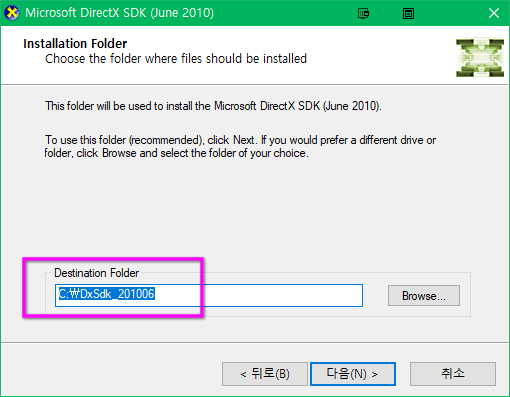 Microsoft DirectX SDK (June 2010)
Installation Folder
Choose the folder where files should be installed
This folder will be used to install the Microsoft DirectX SDK (June 2010).
To use this folder (recommended), click Next. If you would prefer a different drive or
folder, click Browse and select the folder of your choice.
Destination Folder
C:₩DxSdk_201006
Browse...
< 뒤로(B)
다음(N) >
취소